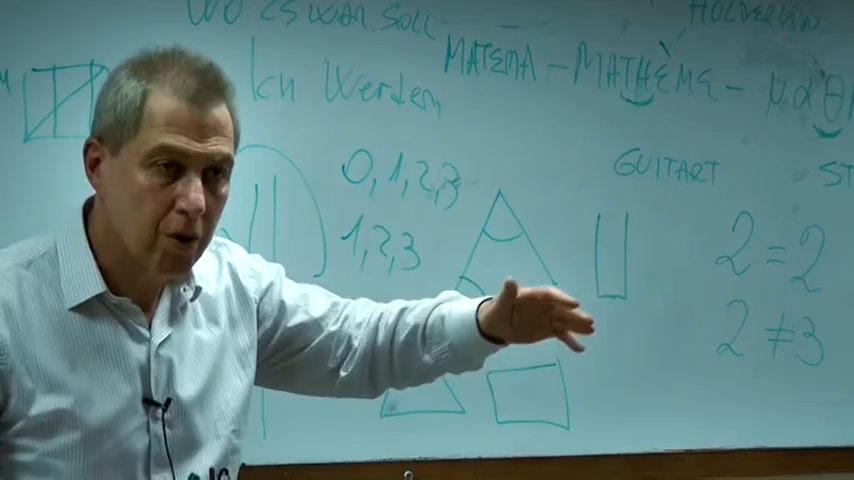 Wo Es war soll
HÖLDERLIN
Ich Werden
MATEMA - MATHÈME - μαθ
0,1,2,3
GUITART
ST
1,2,3
2 = 2
2 ≠ 3